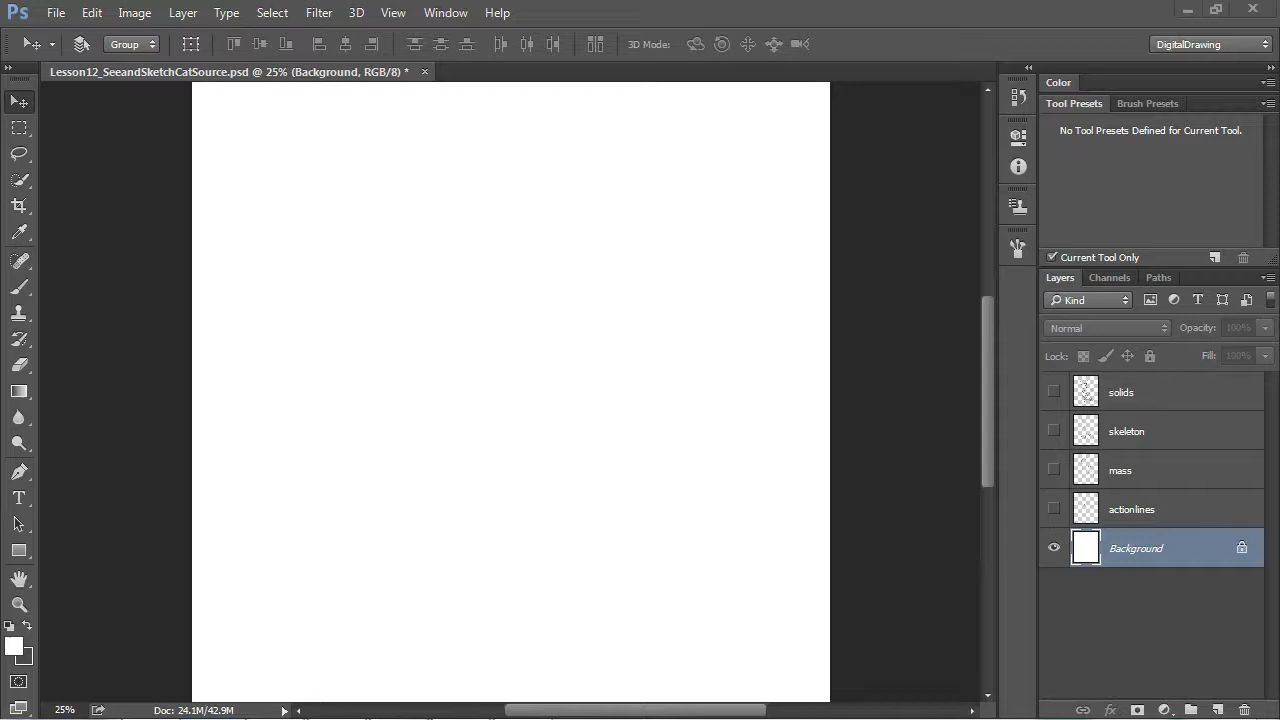 Ps File Edit Image Layer Type Select Filter 3D View Window Help
Group 3D Mode: DigitalDrawing
Lesson12_SeeandSketchCatSource.psd @ 25% (Background, RGB/8) *
Color
Tool Presets Brush Presets
No Tool Presets Defined for Current Tool.
Current Tool Only
Layers Channels Paths
Kind
Normal Opacity: 100%
Lock: Fill: 100%
solids
skeleton
mass
actionlines
Background
25% Doc: 24.1M/42.9M